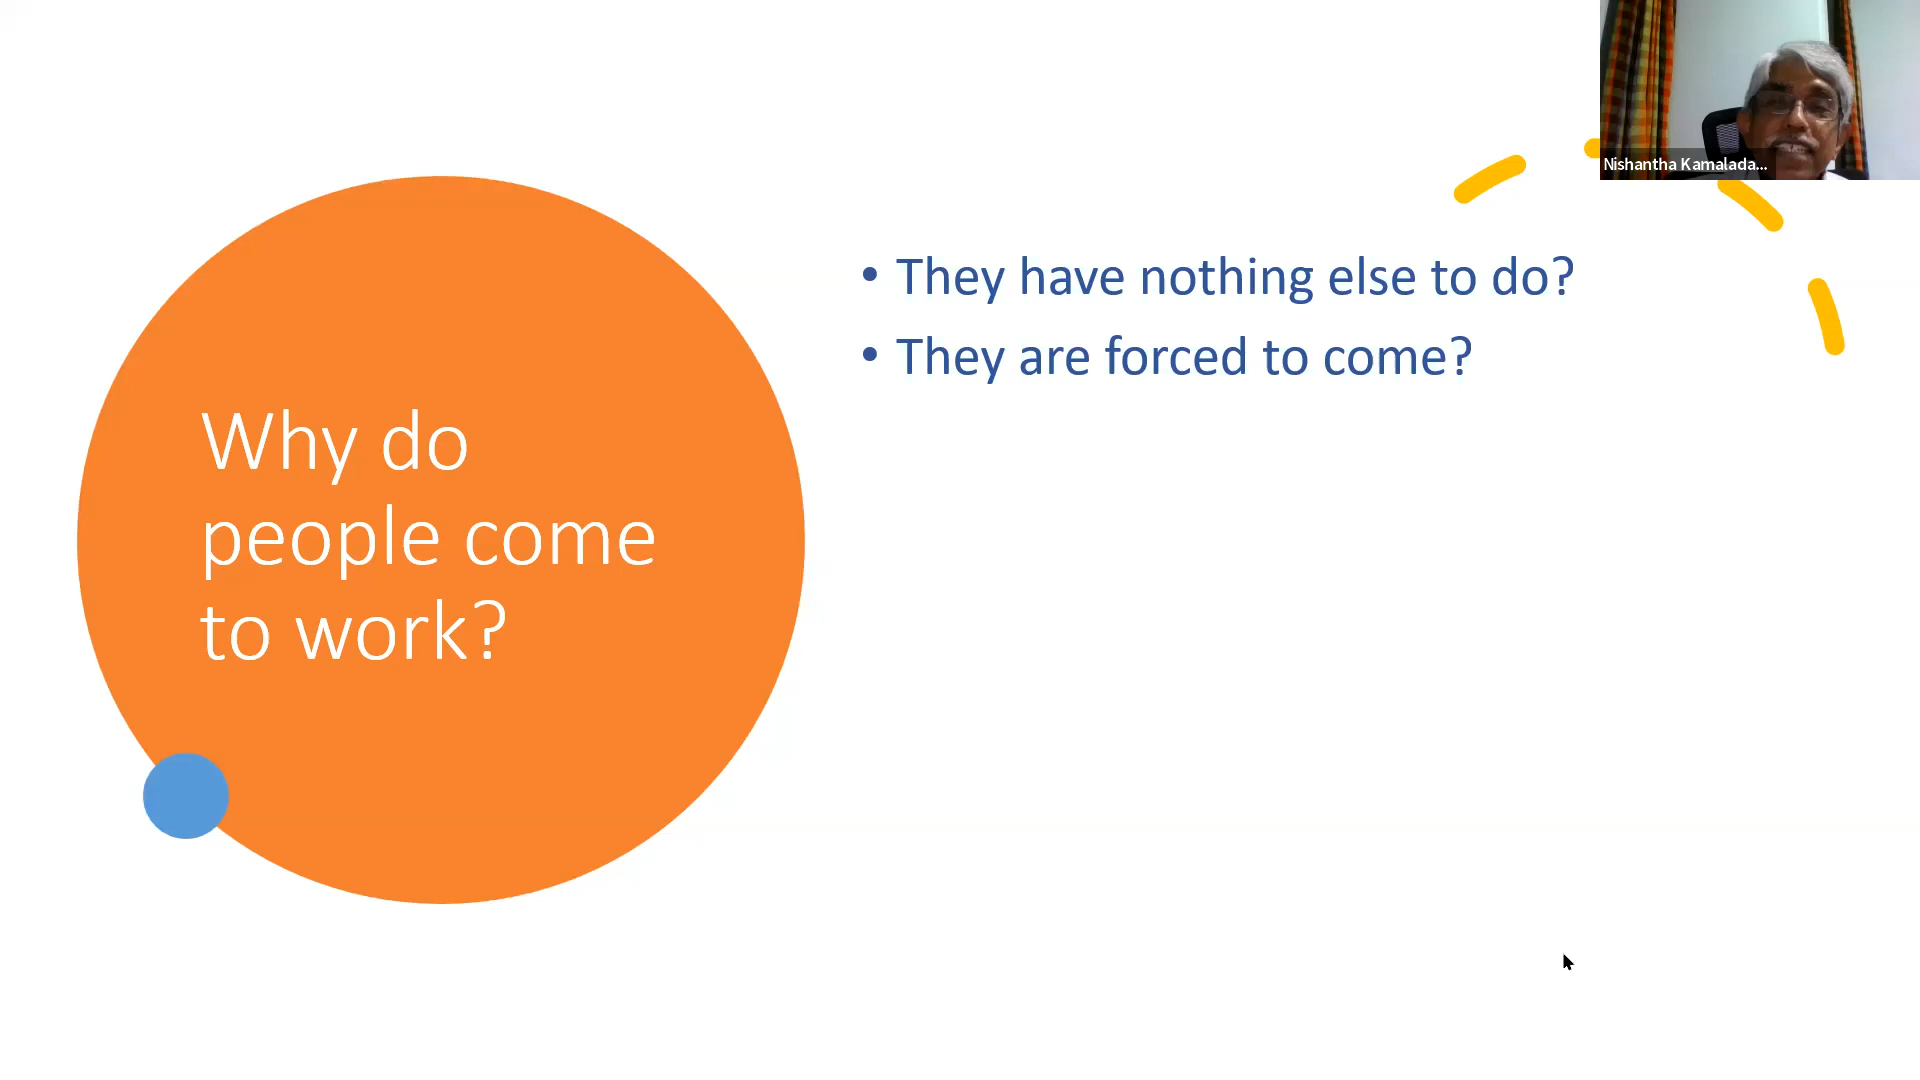 Nishantha Kamalada...
• They have nothing else to do?
• They are forced to come?
Why do
people come
to work?